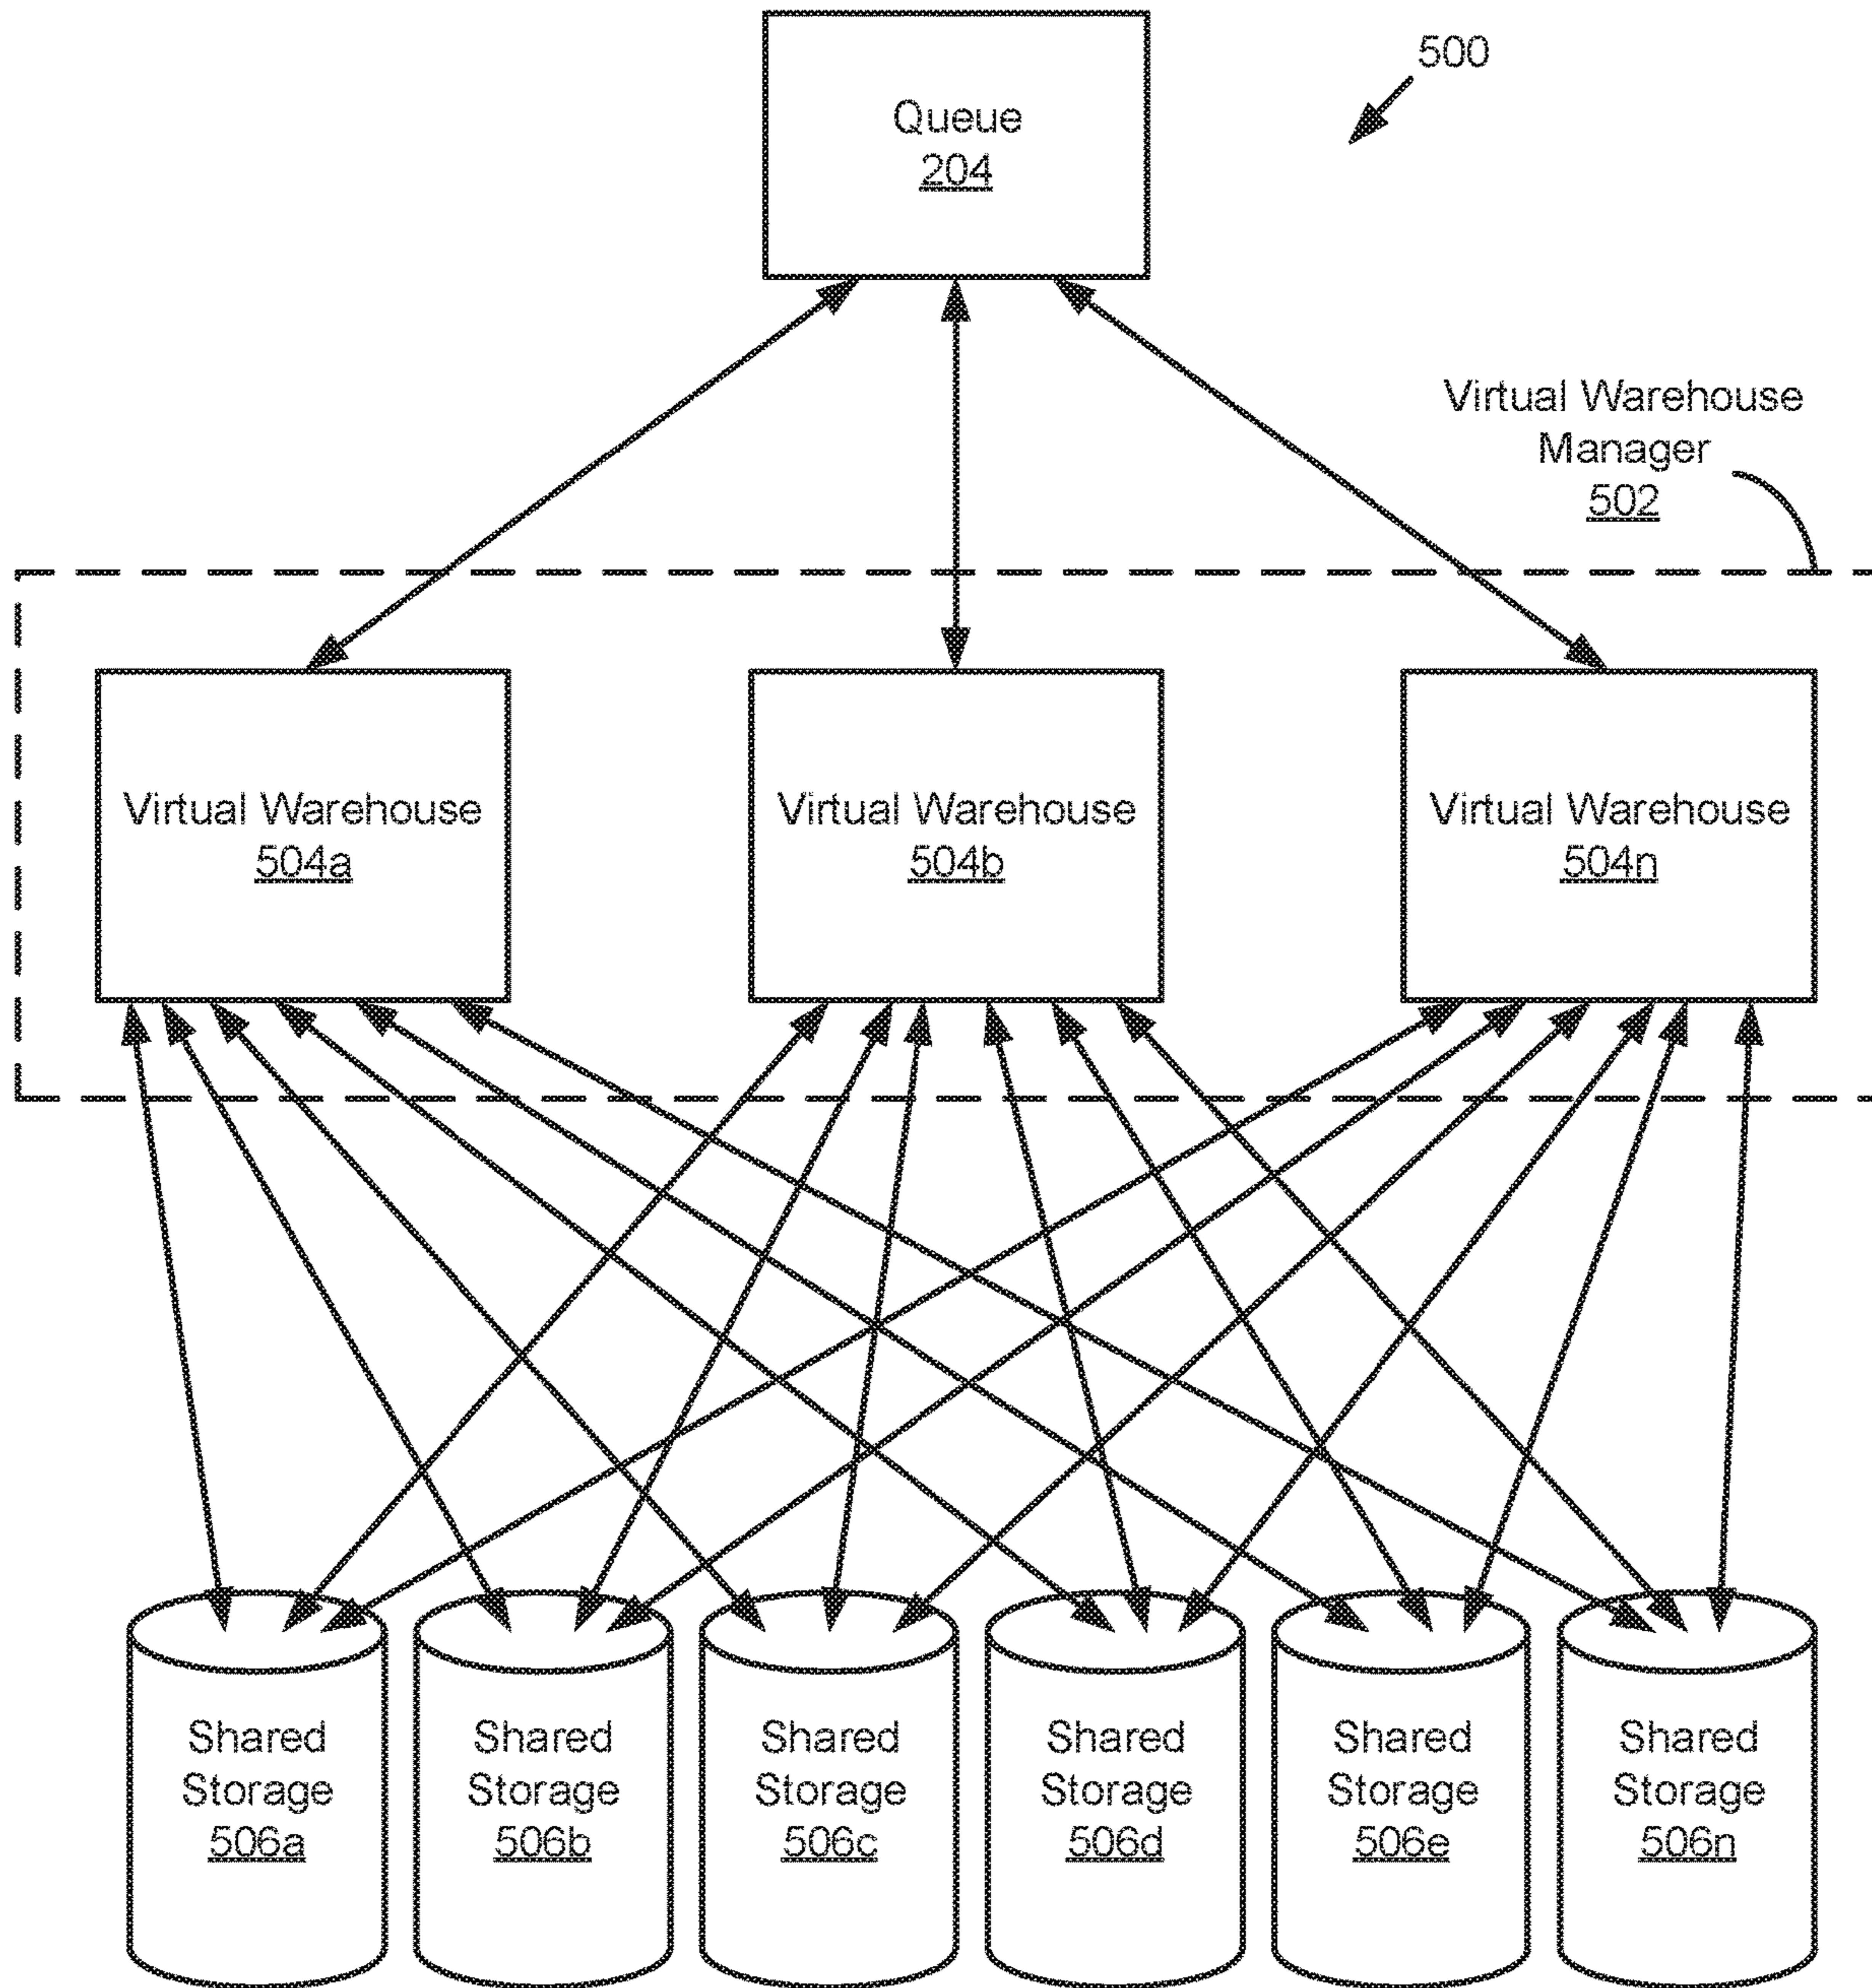 500
Queue
204
Virtual Warehouse
Manager
502
Virtual Warehouse
504a
Virtual Warehouse
504b
Virtual Warehouse
504n
Shared
Storage
506a
Shared
Storage
506b
Shared
Storage
506c
Shared
Storage
506d
Shared
Storage
506e
Shared
Storage
506n